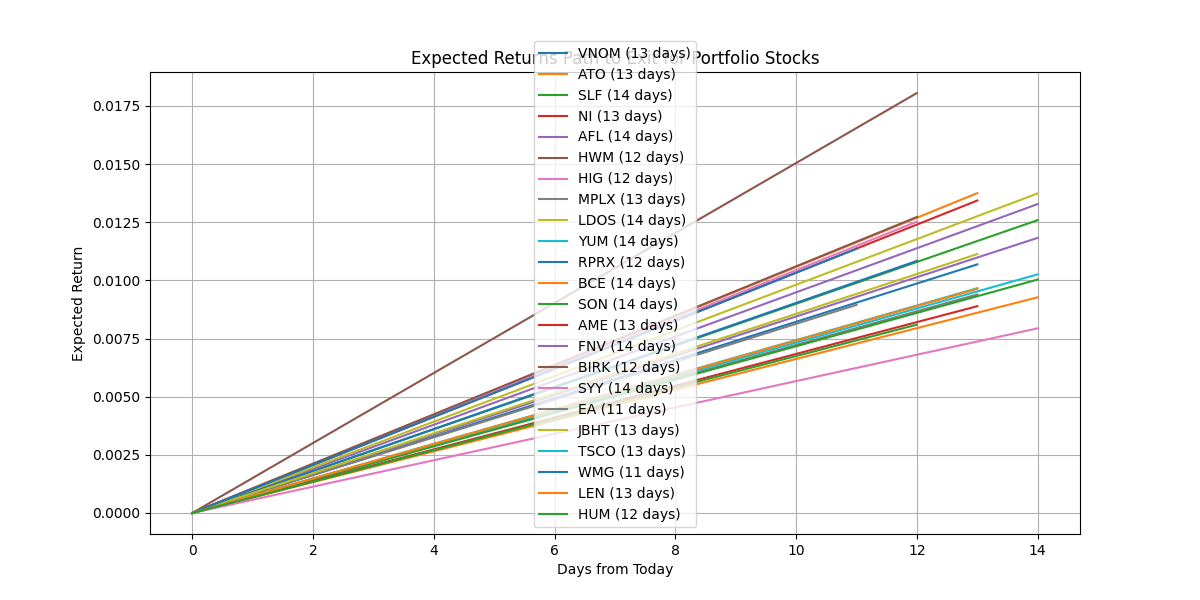 Expected Returns Path to Exit for Portfolio Stocks
VNOM (13 days)
ATO (13 days)
SLF (14 days)
NI (13 days)
AFL (14 days)
HWM (12 days)
HIG (12 days)
MPLX (13 days)
LDOS (14 days)
YUM (14 days)
RPRX (12 days)
BCE (14 days)
SON (14 days)
AME (13 days)
FNV (14 days)
BIRK (12 days)
SYY (14 days)
EA (11 days)
JBHT (13 days)
TSCO (13 days)
WMG (11 days)
LEN (13 days)
HUM (12 days)
Expected Return
0.0175
0.0150
0.0125
0.0100
0.0075
0.0050
0.0025
0.0000
0 2 4 6 8 10 12 14
Days from Today